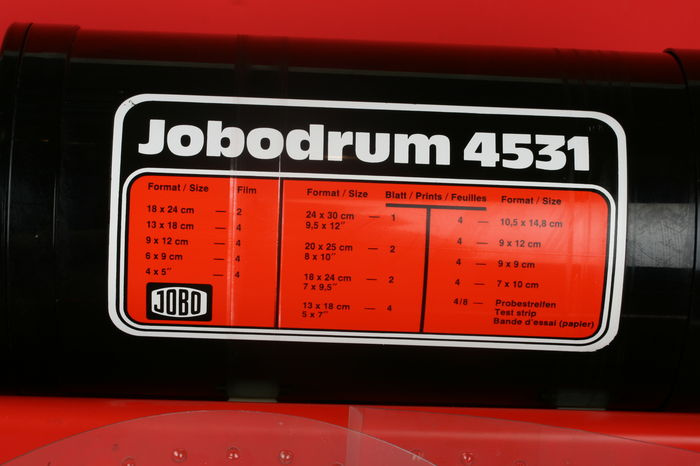 Jobodrum 4531
Format / Size Film
18 x 24 cm — 2
13 x 18 cm — 4
9 x 12 cm — 4
6 x 9 cm — 4
4 x 5″ — 4
JOBO
Format / Size Blatt / Prints / Feuilles Format / Size
24 x 30 cm — 1
9,5 x 12″
20 x 25 cm — 2
8 x 10″
18 x 24 cm — 2
7 x 9,5″
13 x 18 cm — 4
5 x 7″
4 — 10,5 x 14,8 cm
4 — 9 x 12 cm
4 — 9 x 9 cm
4 — 7 x 10 cm
4/8 — Probestreifen
Test strip
Bande d'essai (papier)